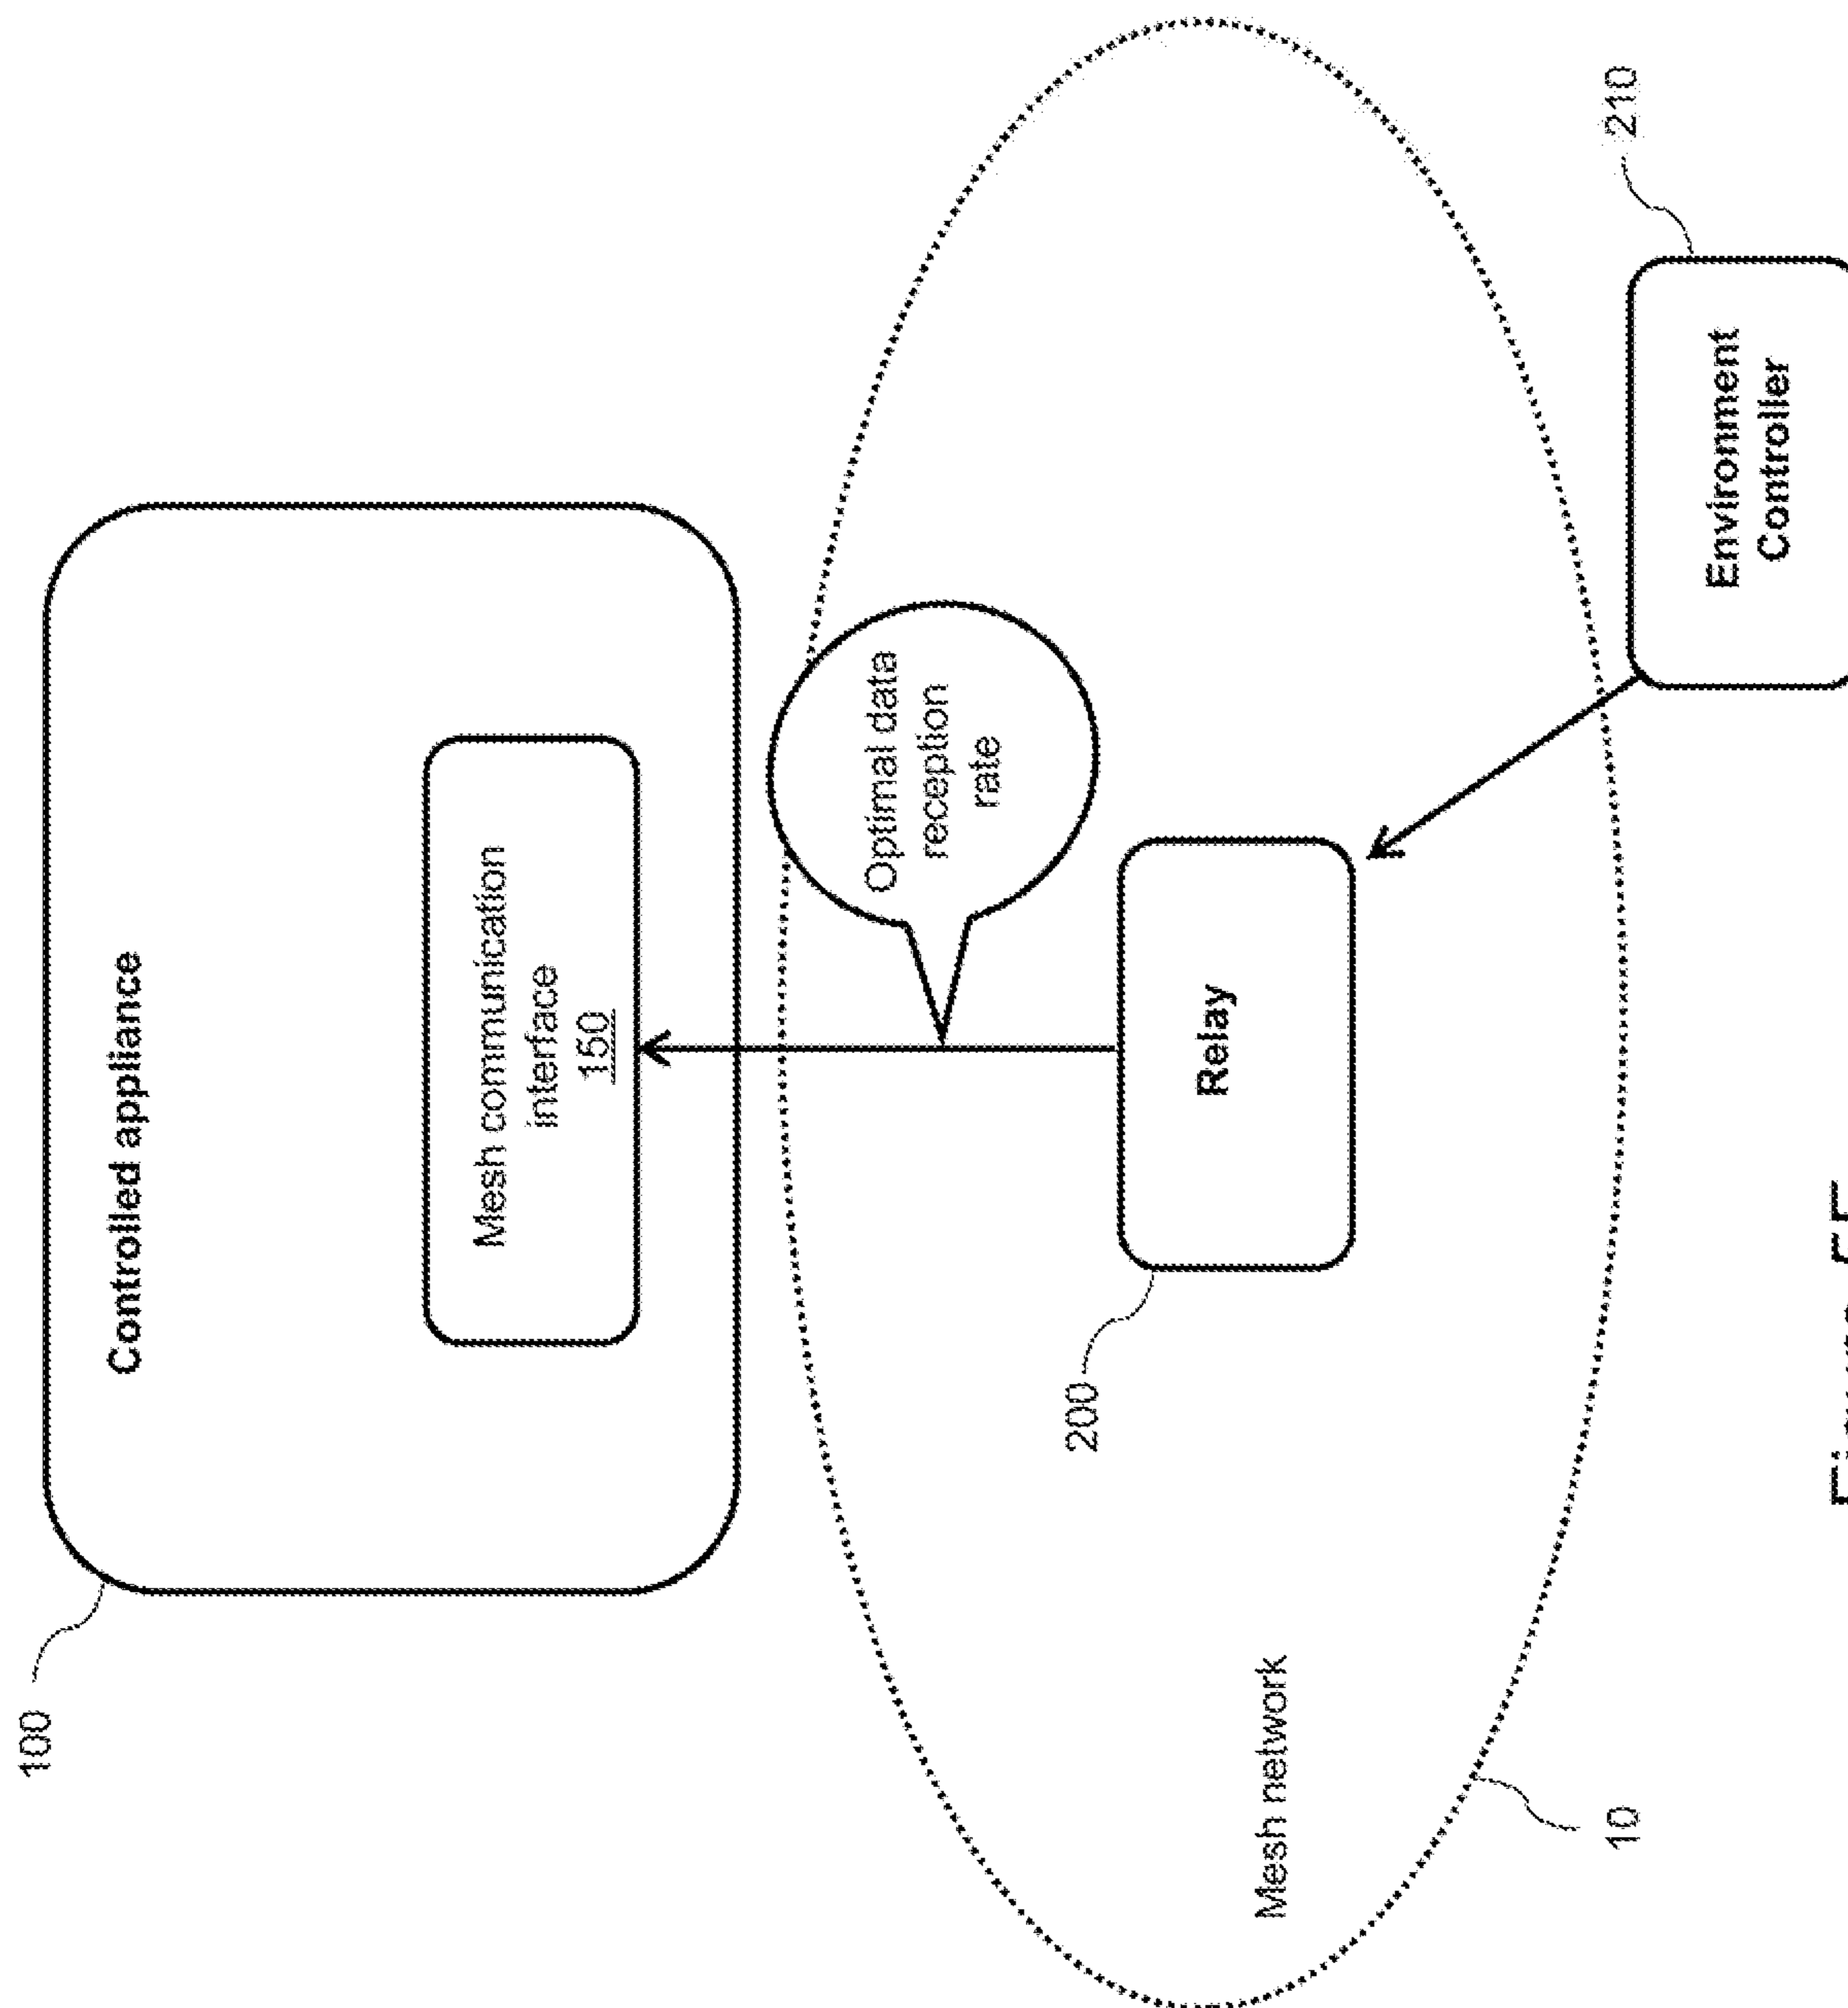 100
Controlled appliance
Mesh communication
interface
150
Optimal data
reception
rate
200
Relay
Mesh network
10
210
Environment
Controller